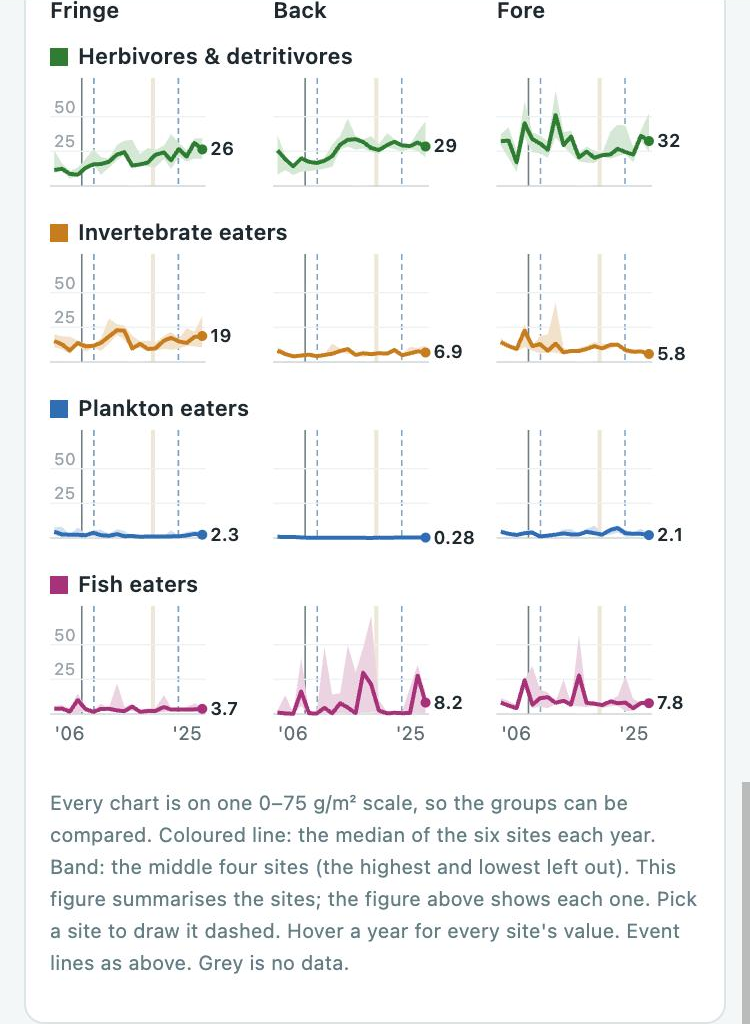 Fringe Back Fore
Herbivores & detritivores
50
25
26
29
32
Invertebrate eaters
50
25
19
6.9
5.8
Plankton eaters
50
25
2.3
0.28
2.1
Fish eaters
50
25
3.7
8.2
7.8
'06 '25 '06 '25 '06 '25
Every chart is on one 0–75 g/m² scale, so the groups can be
compared. Coloured line: the median of the six sites each year.
Band: the middle four sites (the highest and lowest left out). This
figure summarises the sites; the figure above shows each one. Pick
a site to draw it dashed. Hover a year for every site's value. Event
lines as above. Grey is no data.